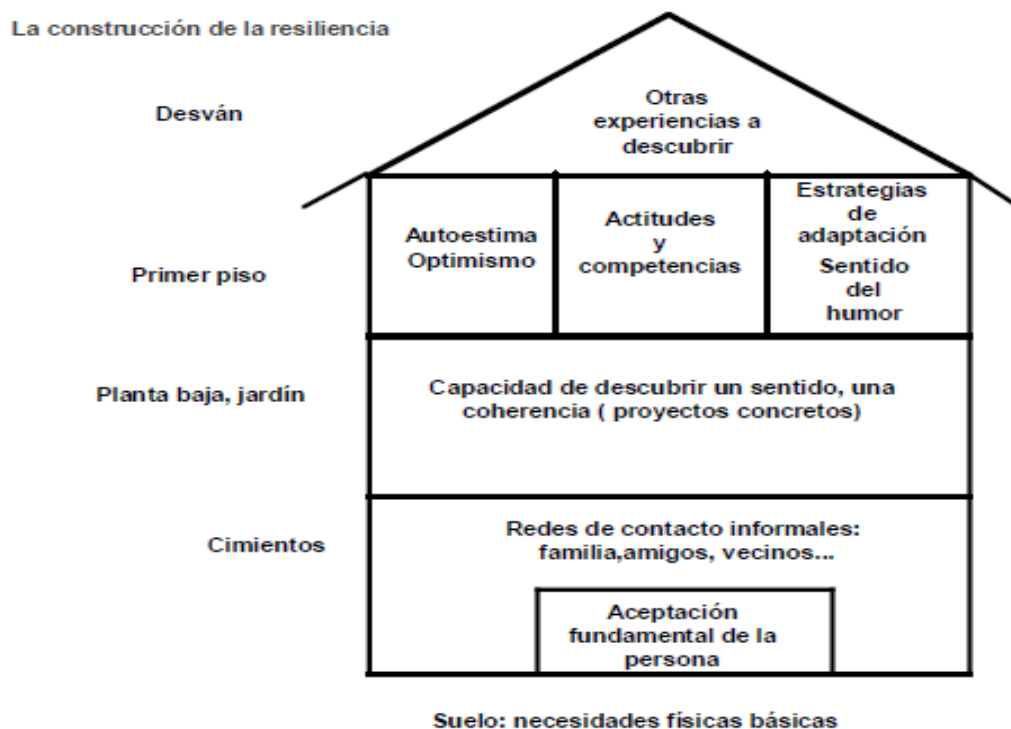 La construcción de la resiliencia
Desván
Otras
experiencias a
descubrir
Primer piso
Autoestima
Optimismo
Actitudes
y
competencias
Estrategias
de
adaptación
Sentido
del
humor
Planta baja, jardín
Capacidad de descubrir un sentido, una
coherencia ( proyectos concretos)
Cimientos
Redes de contacto informales:
familia,amigos, vecinos...
Aceptación
fundamental de la
persona
Suelo: necesidades físicas básicas